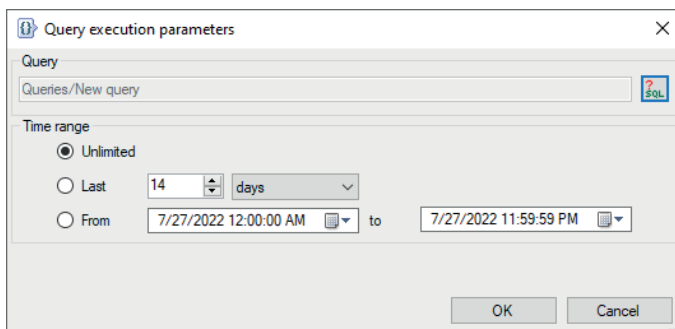 Query execution parameters
Query
Queries/New query
? SQL
Time range
Unlimited
Last 14 days
From 7/27/2022 12:00:00 AM to 7/27/2022 11:59:59 PM
OK Cancel